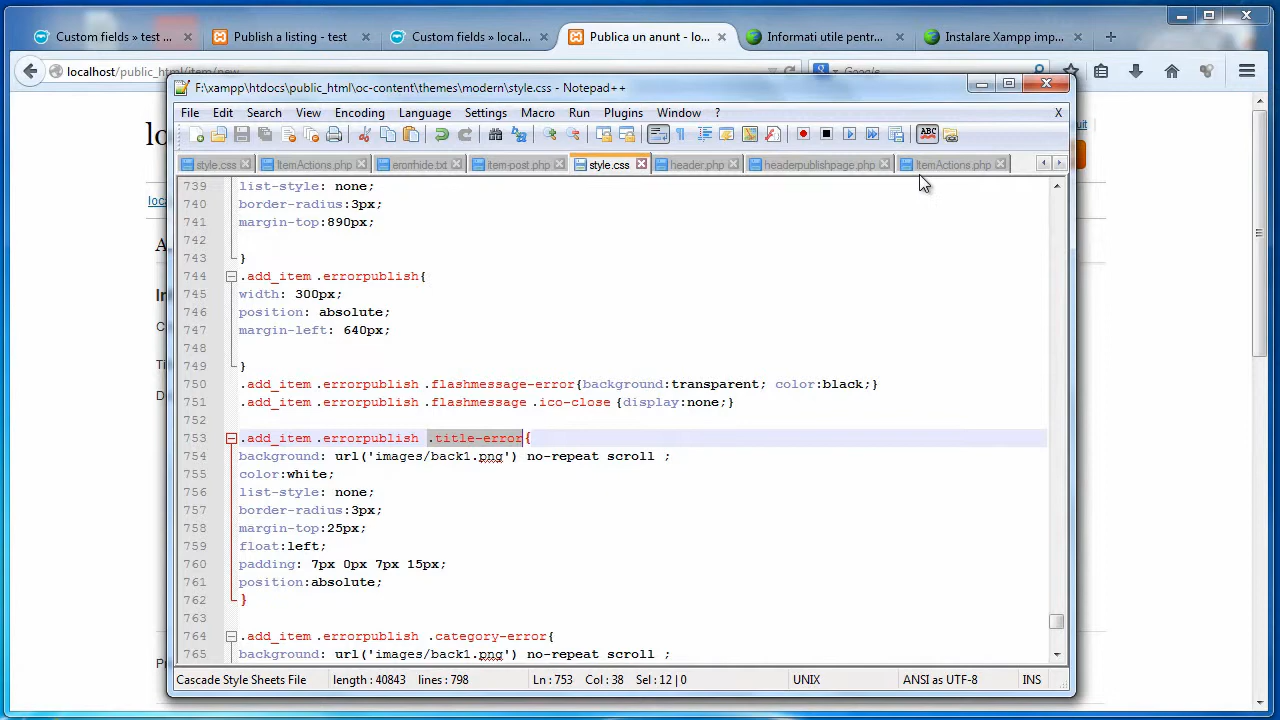 Custom fields » test ...
Publish a listing - test
Custom fields » local...
Publica un anunt - lo...
Informati utile pentr...
Instalare Xampp imp...
localhost/public_html/item/new
Google
F:\xampp\htdocs\public_html\oc-content\themes\modern\style.css - Notepad++
File Edit Search View Encoding Language Settings Macro Run Plugins Window ? X
ABC
style.css ItemActions.php erorrhide.txt item-post.php style.css header.php headerpublishpage.php ItemActions.php
739 list-style: none;
740 border-radius:3px;
741 margin-top:890px;
742
743 }
744 .add_item .errorpublish{
745 width: 300px;
746 position: absolute;
747 margin-left: 640px;
748
749 }
750 .add_item .errorpublish .flashmessage-error{background:transparent; color:black;}
751 .add_item .errorpublish .flashmessage .ico-close {display:none;}
752
753 .add_item .errorpublish .title-error{
754 background: url('images/back1.png') no-repeat scroll ;
755 color:white;
756 list-style: none;
757 border-radius:3px;
758 margin-top:25px;
759 float:left;
760 padding: 7px 0px 7px 15px;
761 position:absolute;
762 }
763
764 .add_item .errorpublish .category-error{
765 background: url('images/back1.png') no-repeat scroll ;
Cascade Style Sheets File length : 40843 lines : 798 Ln : 753 Col : 38 Sel : 12 | 0 UNIX ANSI as UTF-8 INS